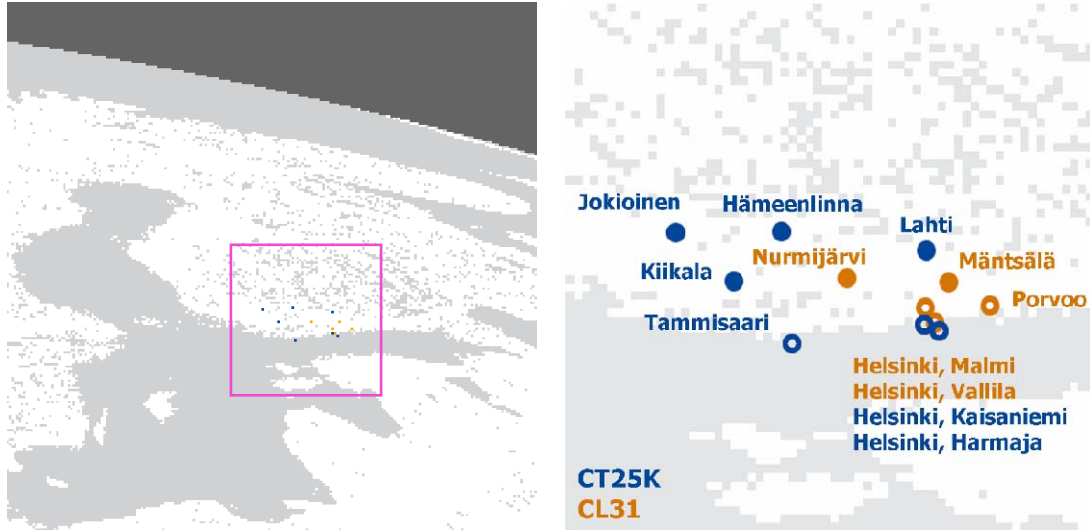 Jokioinen
Hämeenlinna
Lahti
Kiikala
Nurmijärvi
Mäntsälä
Tammisaari
Porvoo
Helsinki, Malmi
Helsinki, Vallila
Helsinki, Kaisaniemi
Helsinki, Harmaja
CT25K
CL31